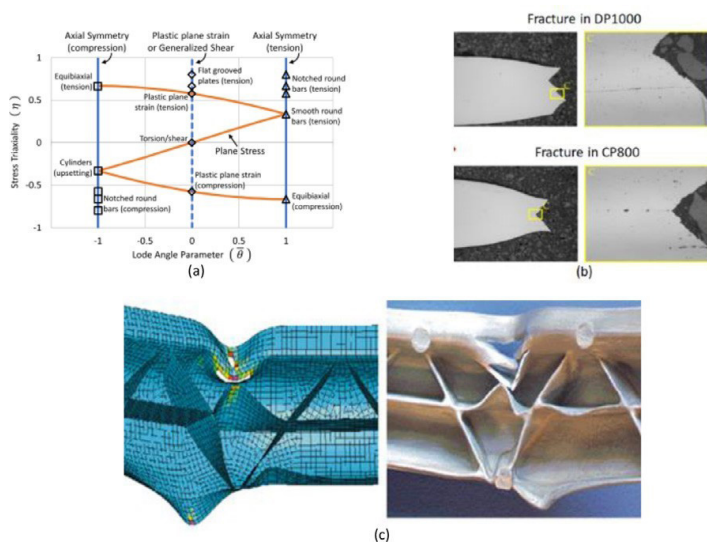 Axial Symmetry
(compression)
Plastic plane strain
or Generalized Shear
Axial Symmetry
(tension)
Stress Triaxiality (η)
1
0.5
0
-0.5
-1
Equibiaxial
(tension)
Flat grooved
plates (tension)
Notched round
bars (tension)
Plastic plane
strain (tension)
Smooth round
bars (tension)
Torsion/shear
Plane Stress
Cylinders
(upsetting)
Plastic plane strain
(compression)
Notched round
bars (compression)
Equibiaxial
(compression)
-1
-0.5
0
0.5
1
Lode Angle Parameter (θ̅)
(a)
Fracture in DP1000
Fracture in CP800
(b)
(c)